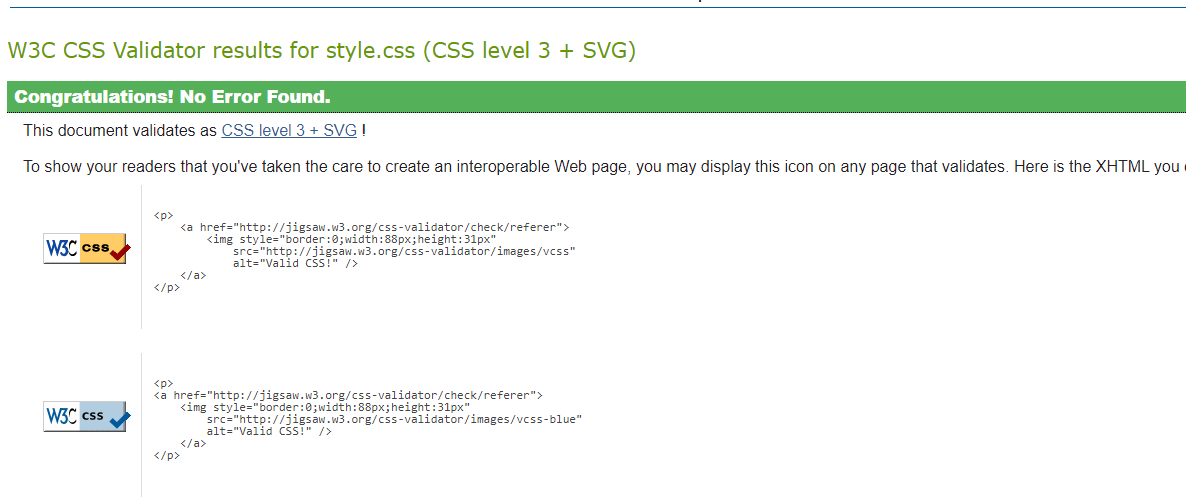 W3C CSS Validator results for style.css (CSS level 3 + SVG)
Congratulations! No Error Found.
This document validates as CSS level 3 + SVG !
To show your readers that you've taken the care to create an interoperable Web page, you may display this icon on any page that validates. Here is the XHTML you
W3C css
<p>
<a href="http://jigsaw.w3.org/css-validator/check/referer">
<img style="border:0;width:88px;height:31px"
src="http://jigsaw.w3.org/css-validator/images/vcss"
alt="Valid CSS!" />
</a>
</p>
W3C css
<p>
<a href="http://jigsaw.w3.org/css-validator/check/referer">
<img style="border:0;width:88px;height:31px"
src="http://jigsaw.w3.org/css-validator/images/vcss-blue"
alt="Valid CSS!" />
</a>
</p>